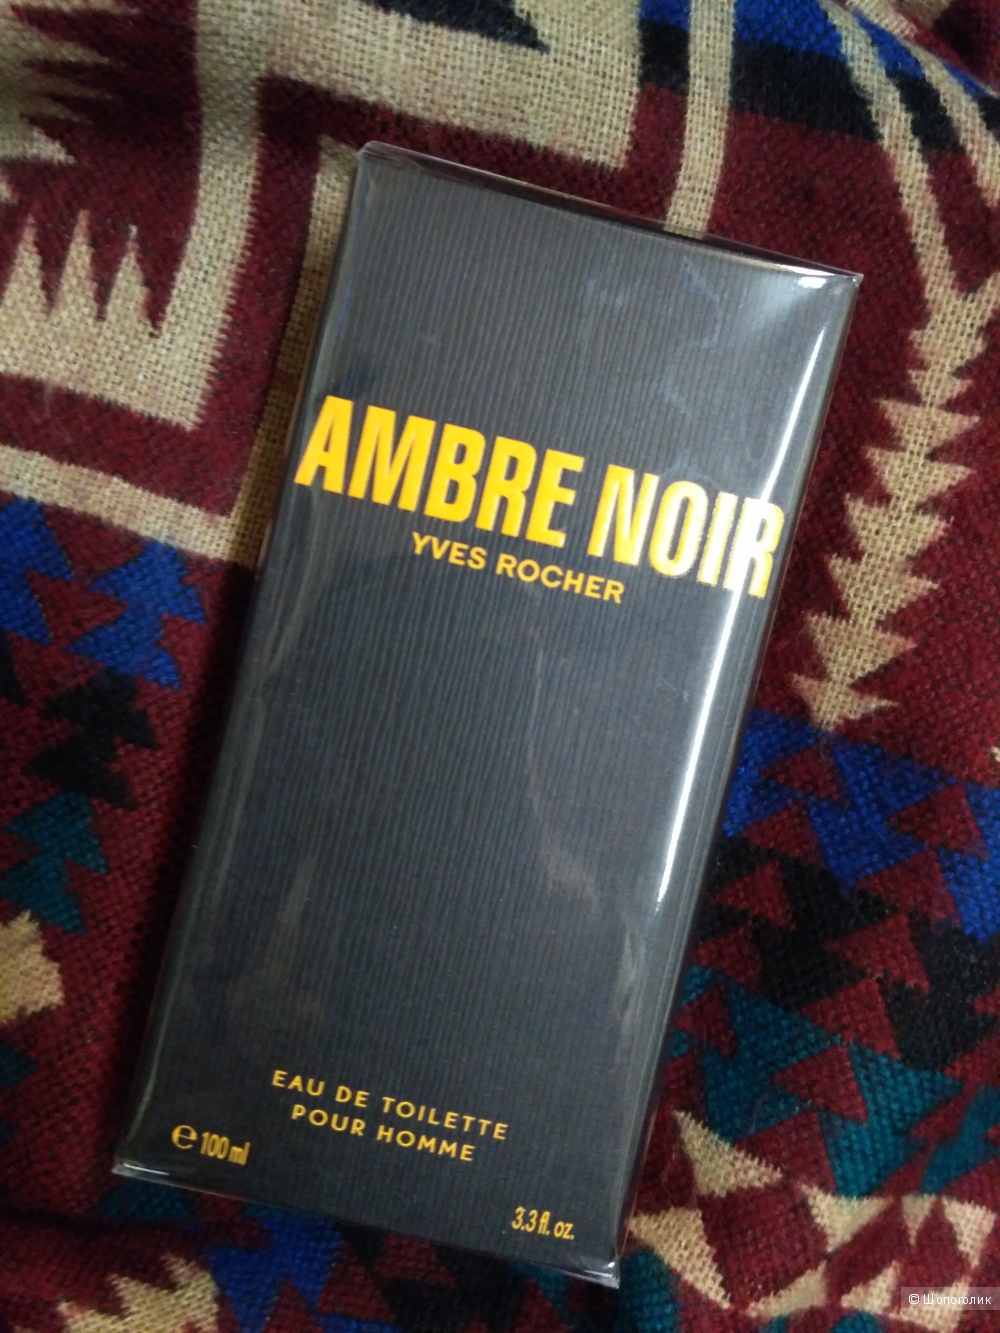 AMBRE NOIR
YVES ROCHER
EAU DE TOILETTE
POUR HOMME
℮ 100 ml
3.3 fl. oz.
© Шопоголик